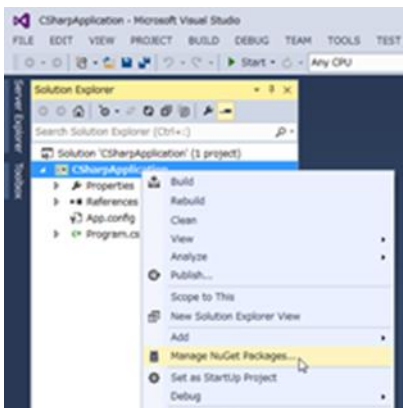 CSharpApplication - Microsoft Visual Studio
FILE EDIT VIEW PROJECT BUILD DEBUG TEAM TOOLS TEST
Start Any CPU
Server Explorer
Toolbox
Solution Explorer
Search Solution Explorer (Ctrl+:)
Solution 'CSharpApplication' (1 project)
CSharpApplication
Properties
References
App.config
Program.cs
Build
Rebuild
Clean
View
Analyze
Publish...
Scope to This
New Solution Explorer View
Add
Manage NuGet Packages...
Set as StartUp Project
Debug